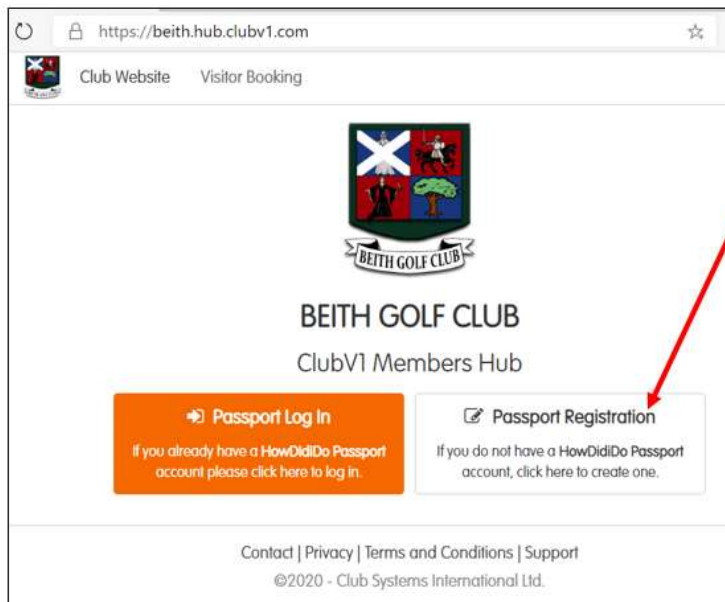 https://beith.hub.clubv1.com
Club Website Visitor Booking
BEITH GOLF CLUB
BEITH GOLF CLUB
ClubV1 Members Hub
Passport Log In
If you already have a HowDidiDo Passport
account please click here to log in.
Passport Registration
If you do not have a HowDidiDo Passport
account, click here to create one.
Contact | Privacy | Terms and Conditions | Support
©2020 - Club Systems International Ltd.